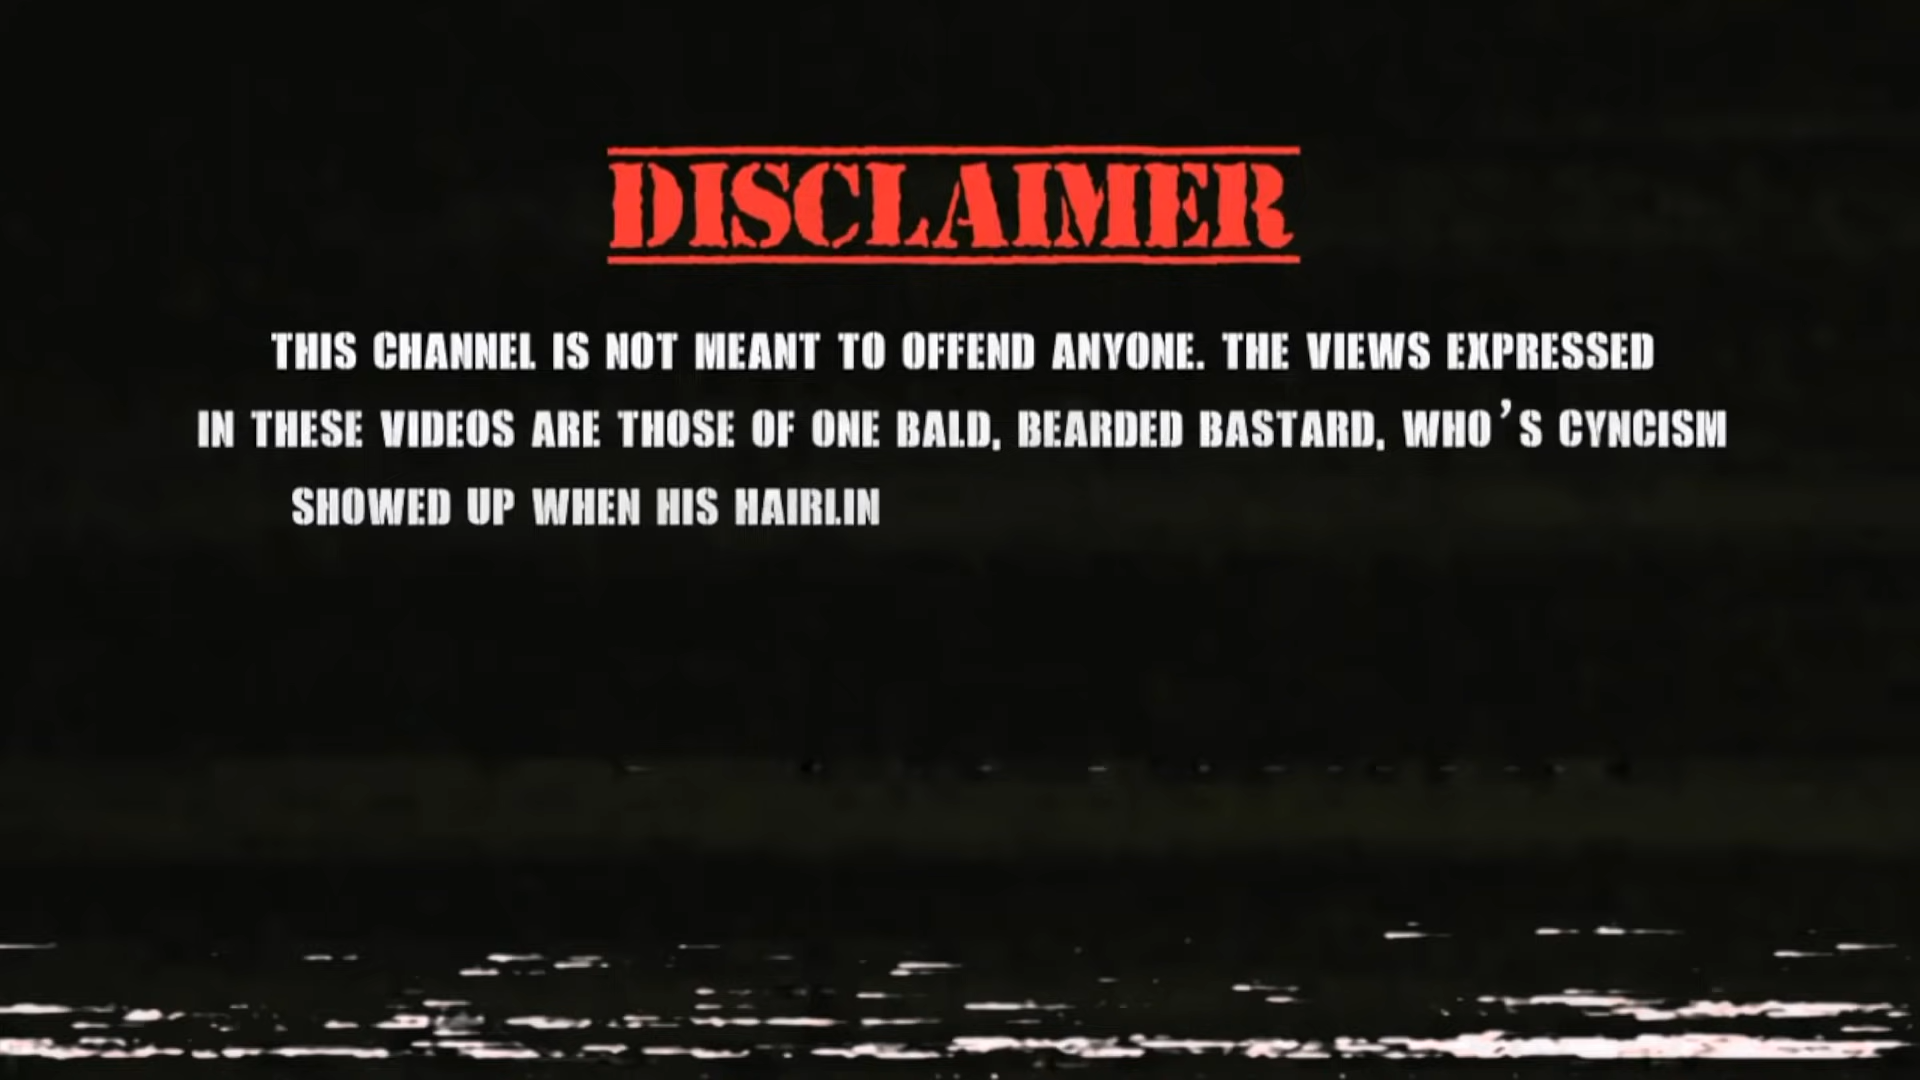 DISCLAIMER
THIS CHANNEL IS NOT MEANT TO OFFEND ANYONE. THE VIEWS EXPRESSED
IN THESE VIDEOS ARE THOSE OF ONE BALD, BEARDED BASTARD, WHO'S CYNCISM
SHOWED UP WHEN HIS HAIRLIN